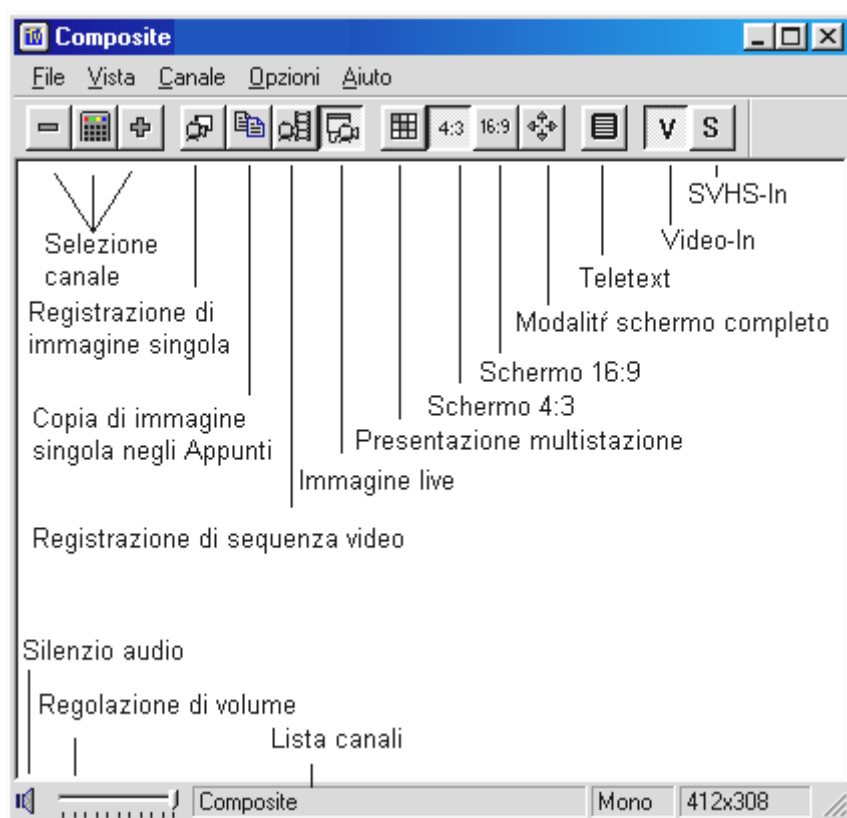 TV Composite
File Vista Canale Opzioni Aiuto
4:3 16:9 V S
SVHS-In
Selezione
canale
Video-In
Teletext
Registrazione di
immagine singola
Modalitŕ schermo completo
Schermo 16:9
Schermo 4:3
Copia di immagine
singola negli Appunti
Presentazione multistazione
Immagine live
Registrazione di sequenza video
Silenzio audio
Regolazione di volume
Lista canali
Composite Mono 412x308